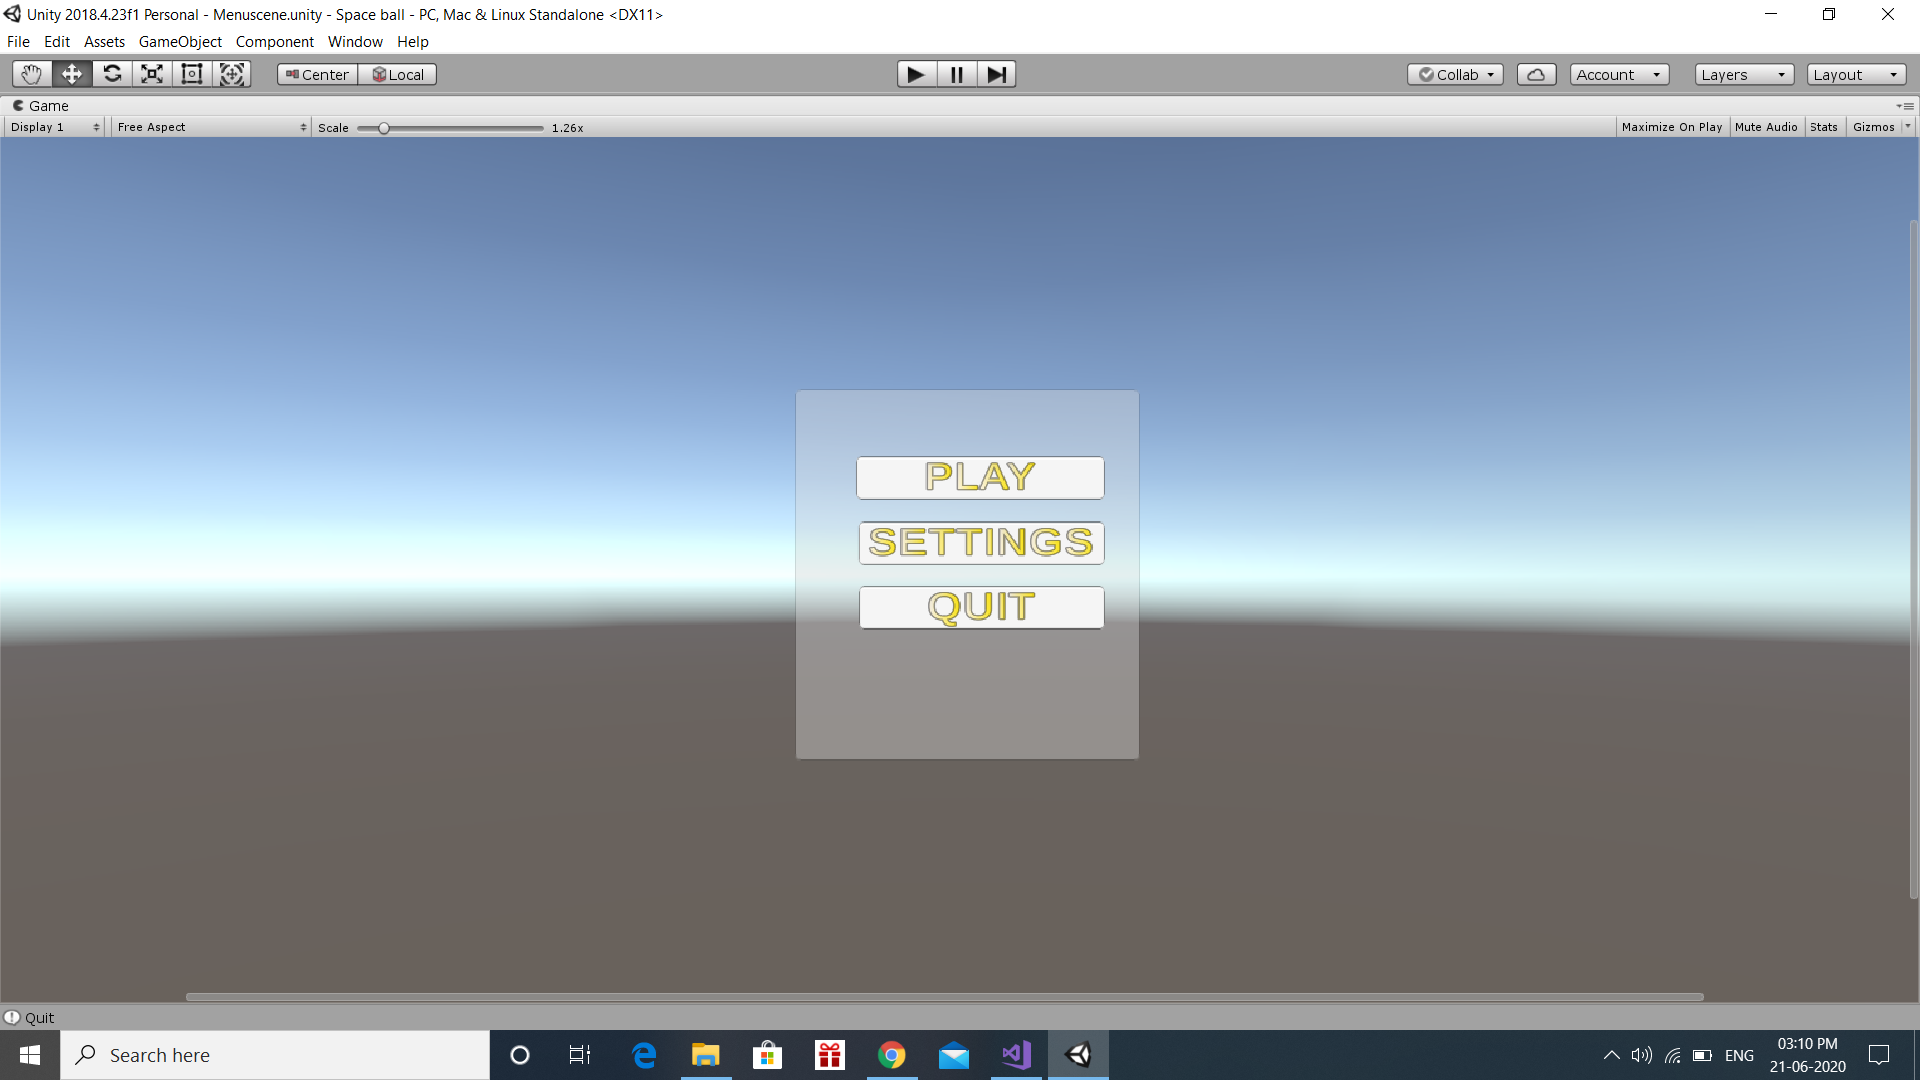 Unity 2018.4.23f1 Personal - Menuscene.unity - Space ball - PC, Mac & Linux Standalone <DX11>
File Edit Assets GameObject Component Window Help
Center Local Collab Account Layers Layout
Game
Display 1 Free Aspect Scale 1.26x Maximize On Play Mute Audio Stats Gizmos
PLAY
SETTINGS
QUIT
Quit
Search here ENG 03:10 PM
21-06-2020